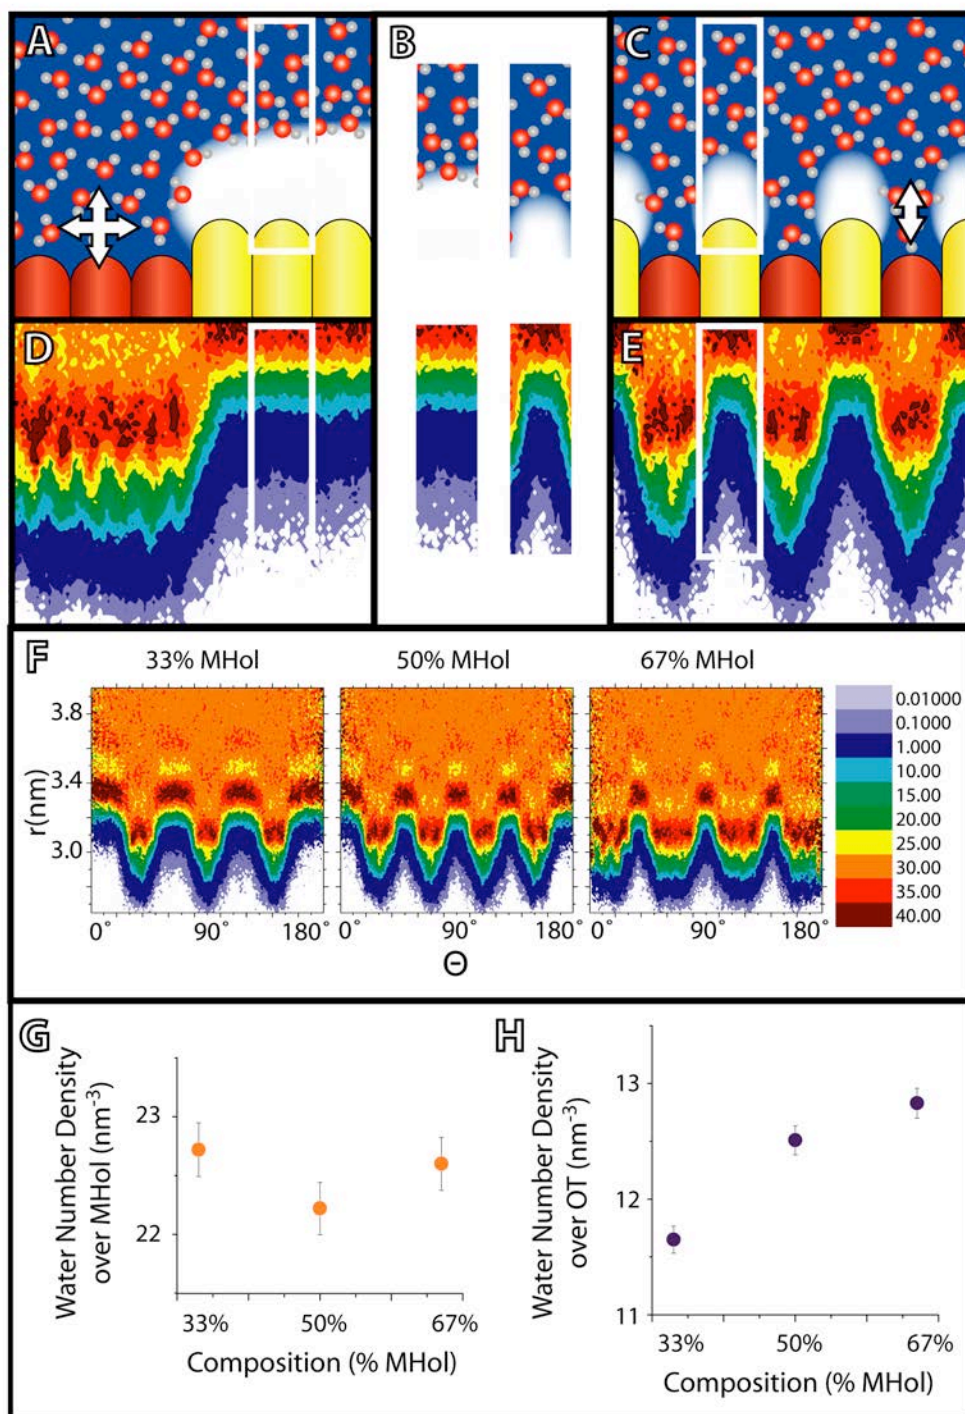 A
B
C
D
E
F
33% MHol
50% MHol
67% MHol
r(nm)
3.8
3.4
3.0
0° 90° 180°
0° 90° 180°
0° 90° 180°
Θ
0.01000
0.1000
1.000
10.00
15.00
20.00
25.00
30.00
35.00
40.00
G
Water Number Density
over MHol (nm-3)
23
22
33% 50% 67%
Composition (% MHol)
H
Water Number Density
over OT (nm-3)
13
12
11
33% 50% 67%
Composition (% MHol)